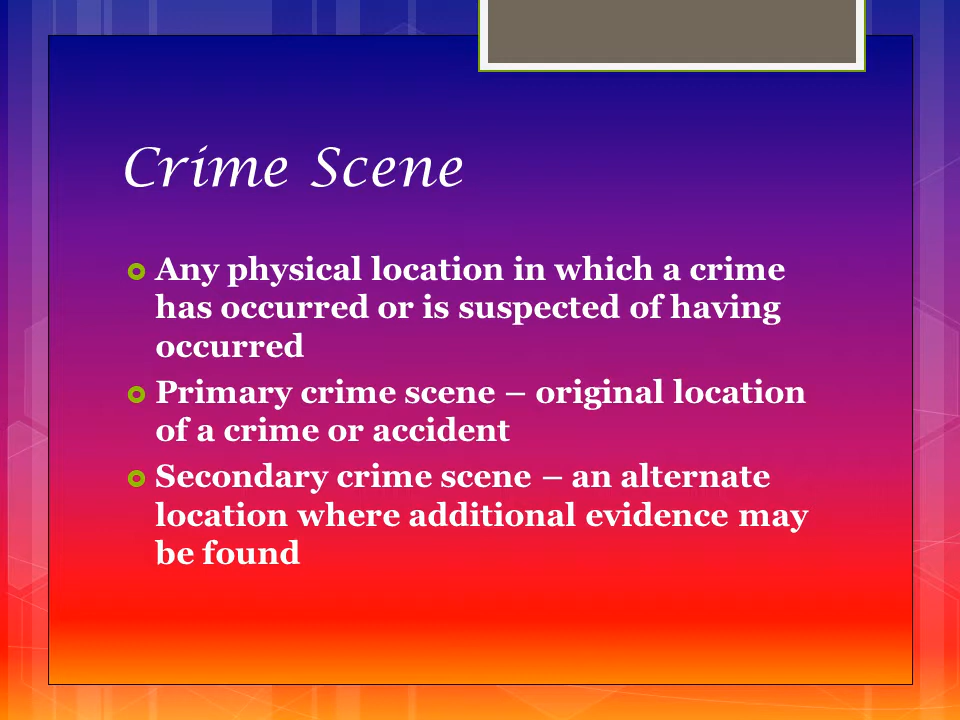 Crime Scene
Any physical location in which a crime
has occurred or is suspected of having
occurred
Primary crime scene – original location
of a crime or accident
Secondary crime scene – an alternate
location where additional evidence may
be found